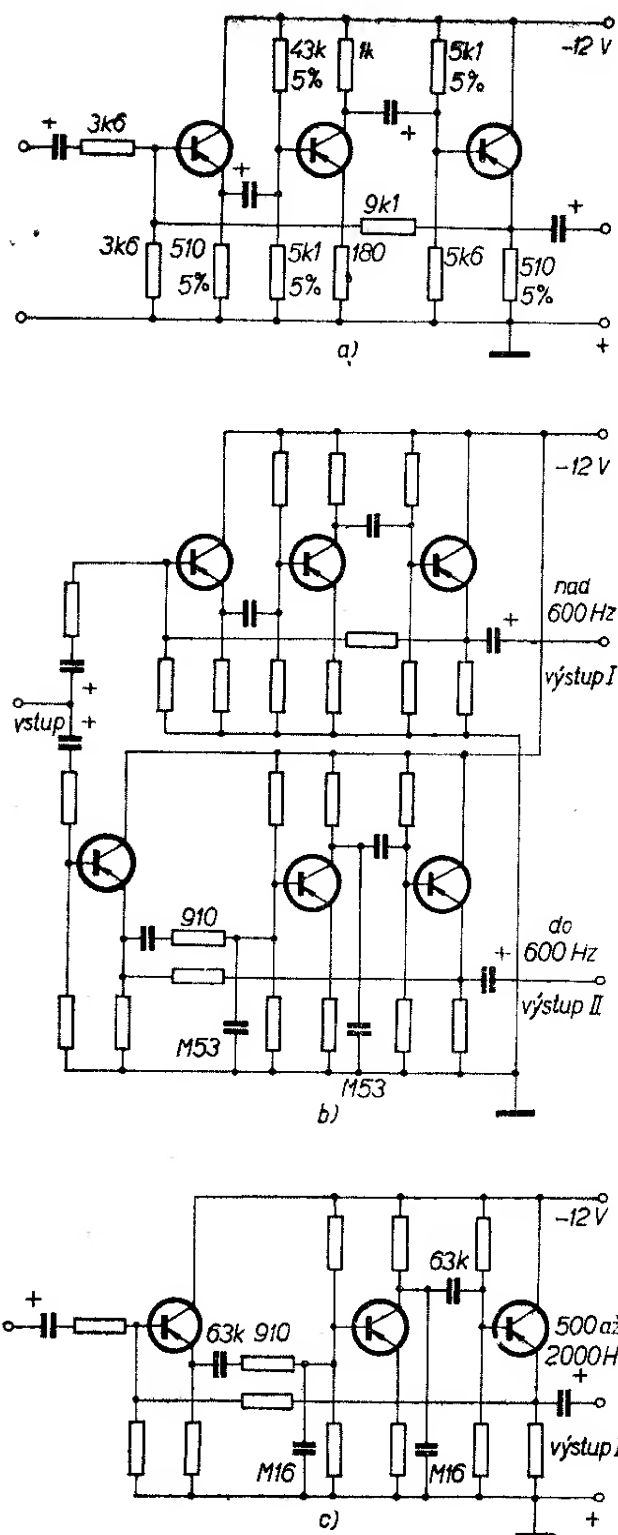 43k
5%
1k
5k1
5%
-12 V
+
3k6
+
+
9k1
+
3k6
510
5%
5k1
5%
180
5k6
510
5%
+
a)
-12 V
nad
600 Hz
+
výstup I
+
vstup
+
910
do
600 Hz
+
výstup II
M53
M53
b)
-12 V
63k
+
63k
910
500 až
2000 H
+
výstup I
M16
M16
+
c)